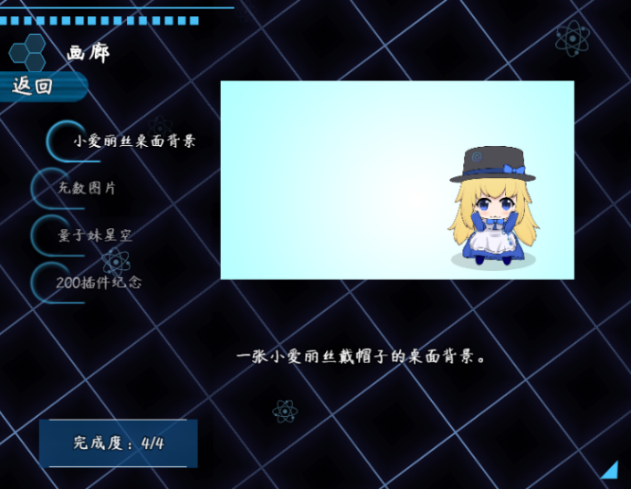 画廊
返回
小爱丽丝桌面背景
无数图片
量子妹星空
200插件纪念
一张小爱丽丝戴帽子的桌面背景。
完成度：4/4